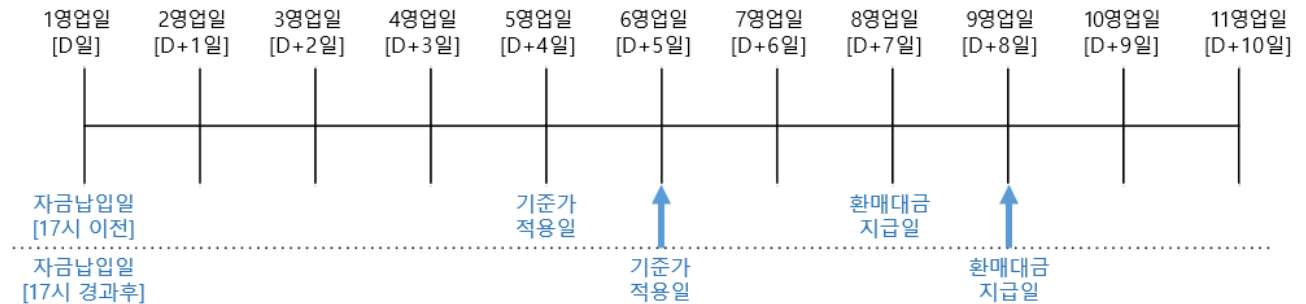 1영업일 2영업일 3영업일 4영업일 5영업일 6영업일 7영업일 8영업일 9영업일 10영업일 11영업일
[D일] [D+1일] [D+2일] [D+3일] [D+4일] [D+5일] [D+6일] [D+7일] [D+8일] [D+9일] [D+10일]
자금납입일 기준가 환매대금
[17시 이전] 적용일 지급일
자금납입일 기준가 환매대금
[17시 경과후] 적용일 지급일